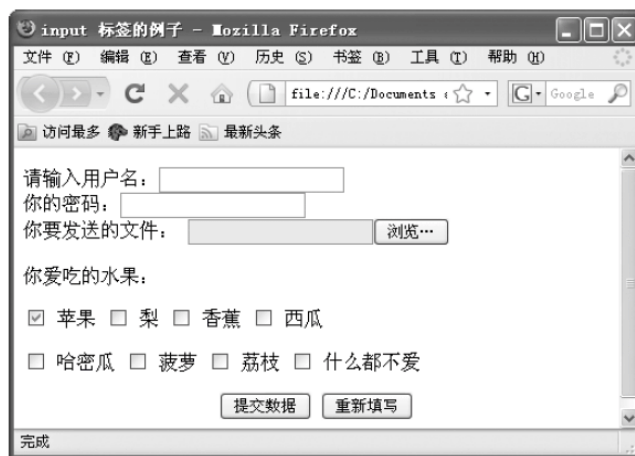 input 标签的例子 - Mozilla Firefox
文件 (F) 编辑 (E) 查看 (V) 历史 (S) 书签 (B) 工具 (T) 帮助 (H)
file:///C:/Documents Google
访问最多 新手上路 最新头条
请输入用户名：
你的密码：
你要发送的文件： 浏览…
你爱吃的水果：
苹果 梨 香蕉 西瓜
哈密瓜 菠萝 荔枝 什么都不爱
提交数据 重新填写
完成